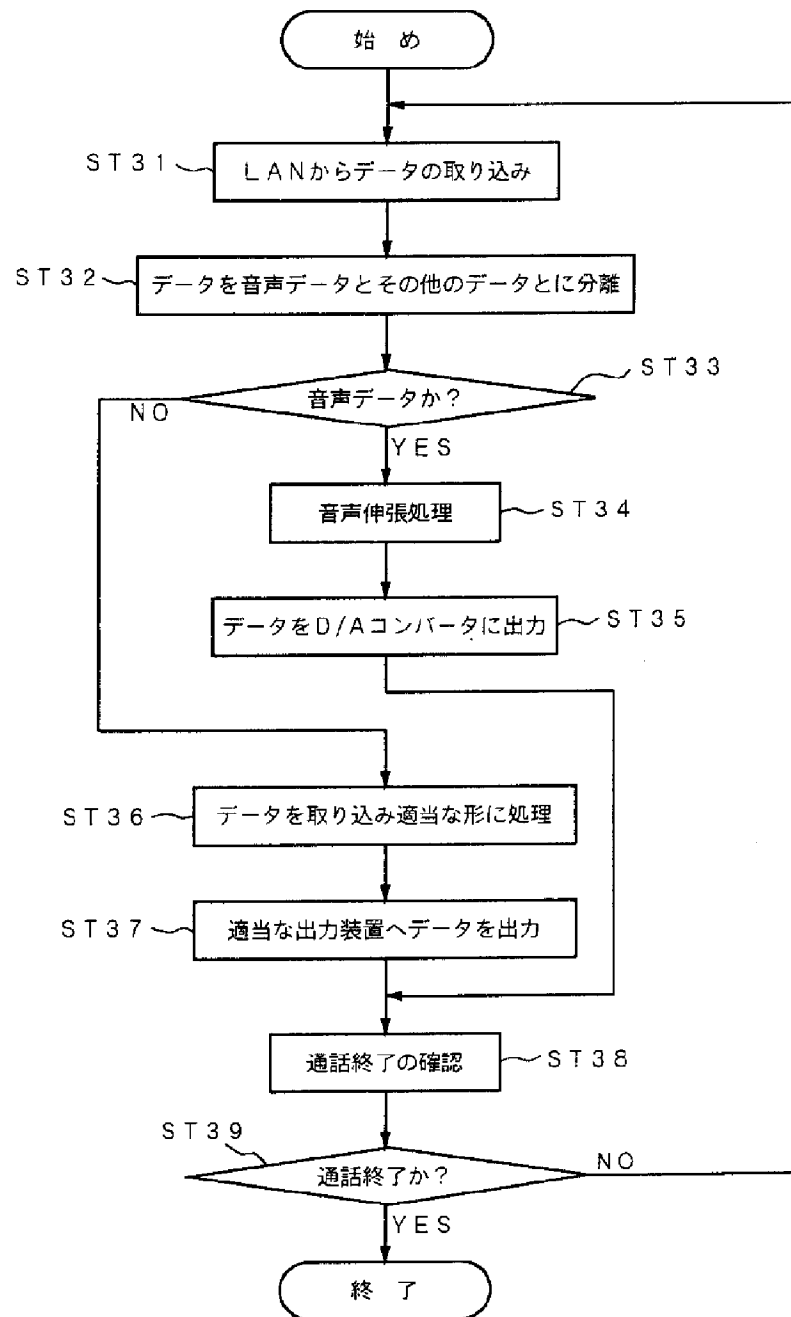 始 め
ST31
LANからデータの取り込み
ST32
データを音声データとその他のデータとに分離
ST33
音声データか?
NO
YES
音声伸張処理
ST34
データをD/Aコンバータに出力
ST35
ST36
データを取り込み適当な形に処理
ST37
適当な出力装置へデータを出力
通話終了の確認
ST38
ST39
通話終了か?
NO
YES
終 了